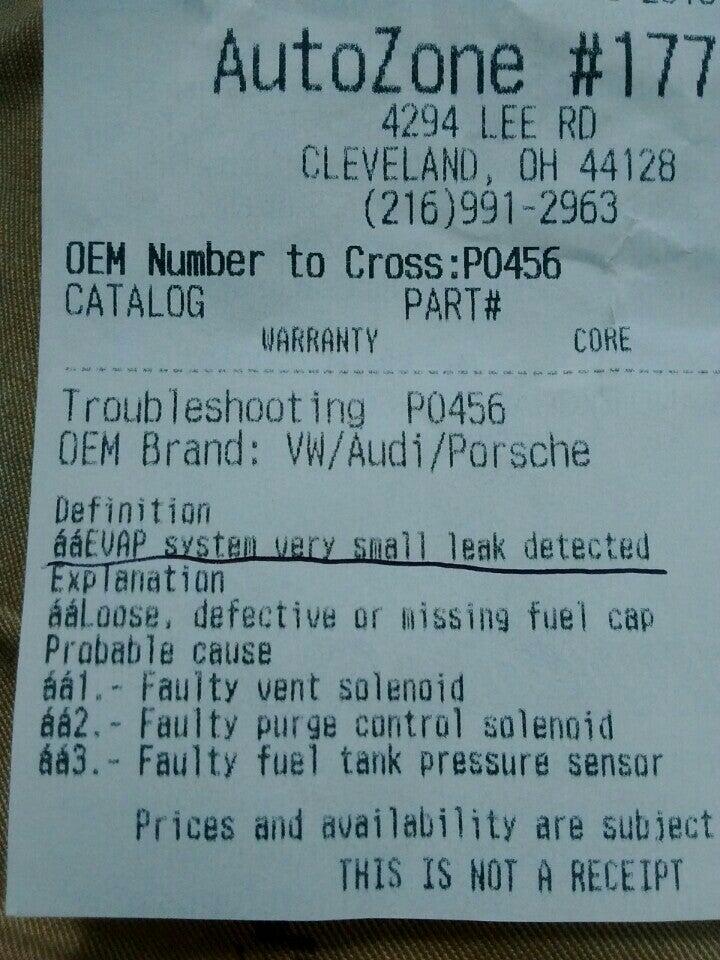 AutoZone #177
4294 LEE RD
CLEVELAND, OH 44128
(216)991-2963
OEM Number to Cross:P0456
CATALOG PART#
WARRANTY CORE
Troubleshooting P0456
OEM Brand: VW/Audi/Porsche
Definition
ááEVAP system very small leak detected
Explanation
ááLoose, defective or missing fuel cap
Probable cause
áá1.- Faulty vent solenoid
áá2.- Faulty purge control solenoid
áá3.- Faulty fuel tank pressure sensor
Prices and availability are subject
THIS IS NOT A RECEIPT